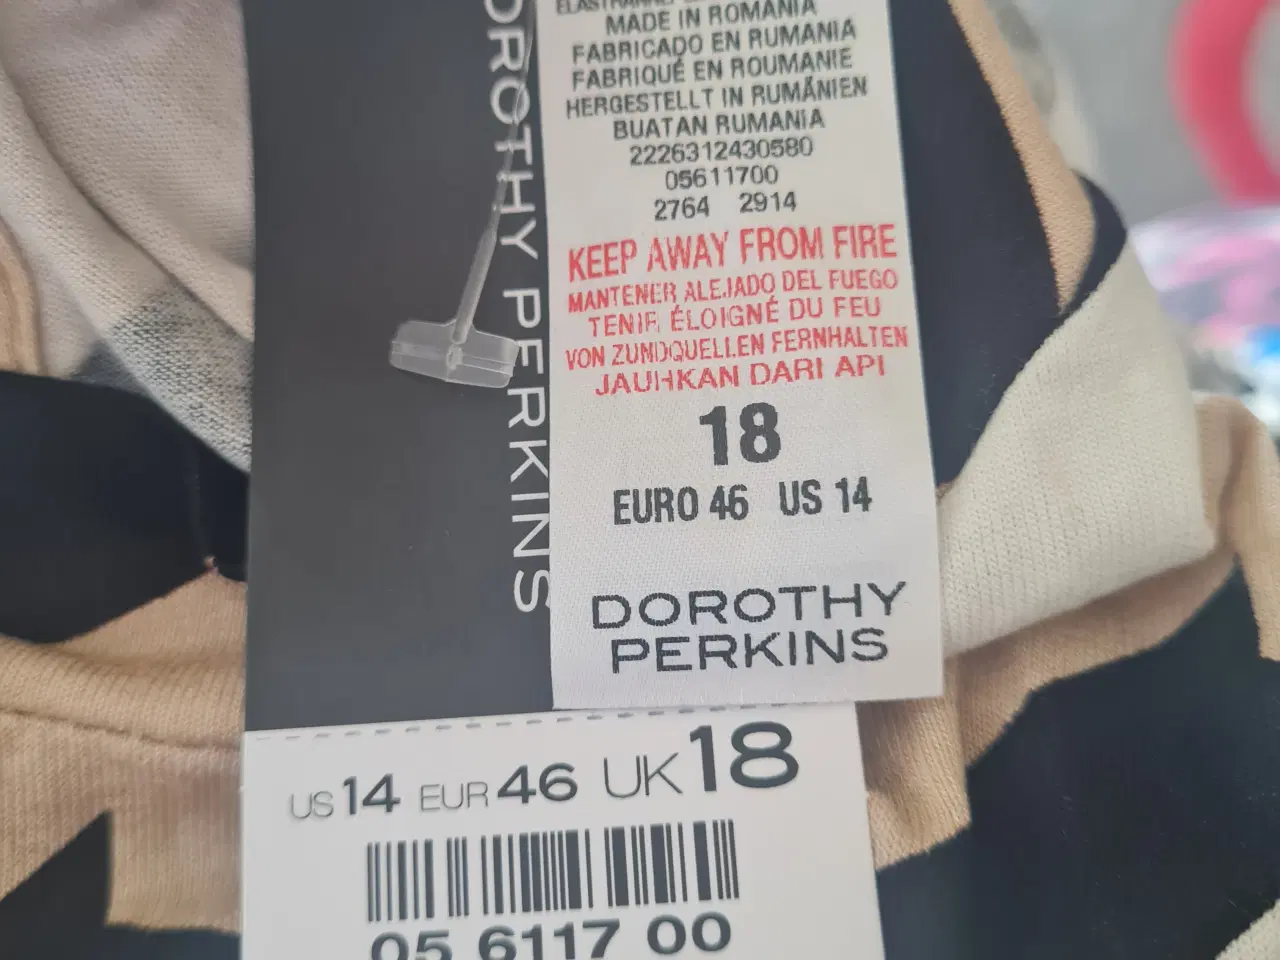 MADE IN ROMANIA
FABRICADO EN RUMANIA
FABRIQUÉ EN ROUMANIE
HERGESTELLT IN RUMÄNIEN
BUATAN RUMANIA
2226312430580
05611700
2764 2914
KEEP AWAY FROM FIRE
MANTENER ALEJADO DEL FUEGO
TENIR ÉLOIGNÉ DU FEU
VON ZUNDQUELLEN FERNHALTEN
JAUHKAN DARI API
18
EURO 46 US 14
DOROTHY
PERKINS
DOROTHY PERKINS
US 14 EUR 46 UK 18
05 6117 00